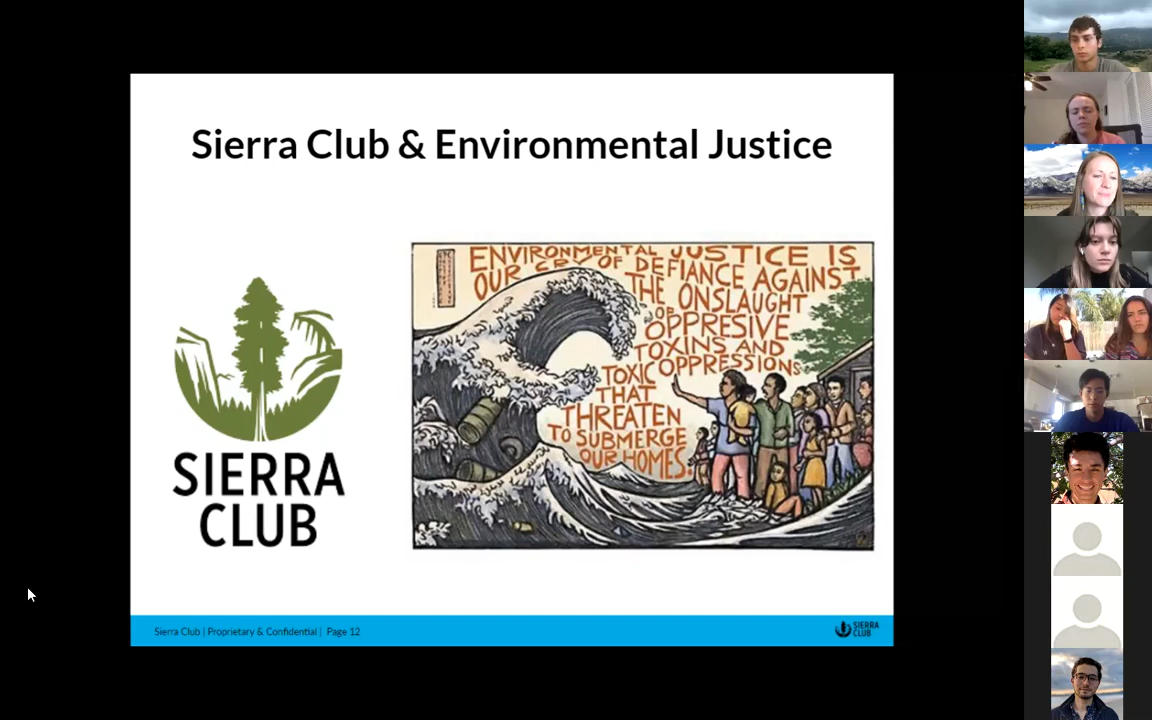 Sierra Club & Environmental Justice
SIERRA
CLUB
ENVIRONMENTAL JUSTICE IS
OUR CRY OF DEFIANCE AGAINST
THE ONSLAUGHT
OF
OPPRESIVE
TOXINS AND
TOXIC OPPRESSIONS
THAT
THREATEN
TO SUBMERGE
OUR HOMES.
Sierra Club | Proprietary & Confidential | Page 12
SIERRA
CLUB